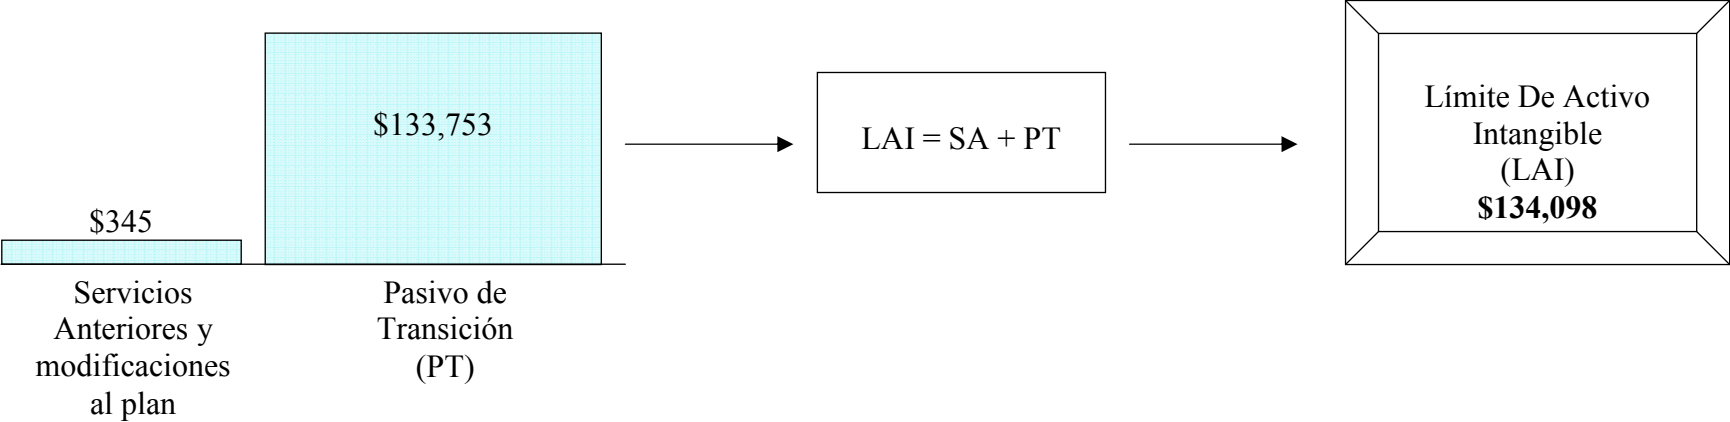 $345
Servicios
Anteriores y
modificaciones
al plan
$133,753
Pasivo de
Transición
(PT)
LAI = SA + PT
Límite De Activo
Intangible
(LAI)
$134,098